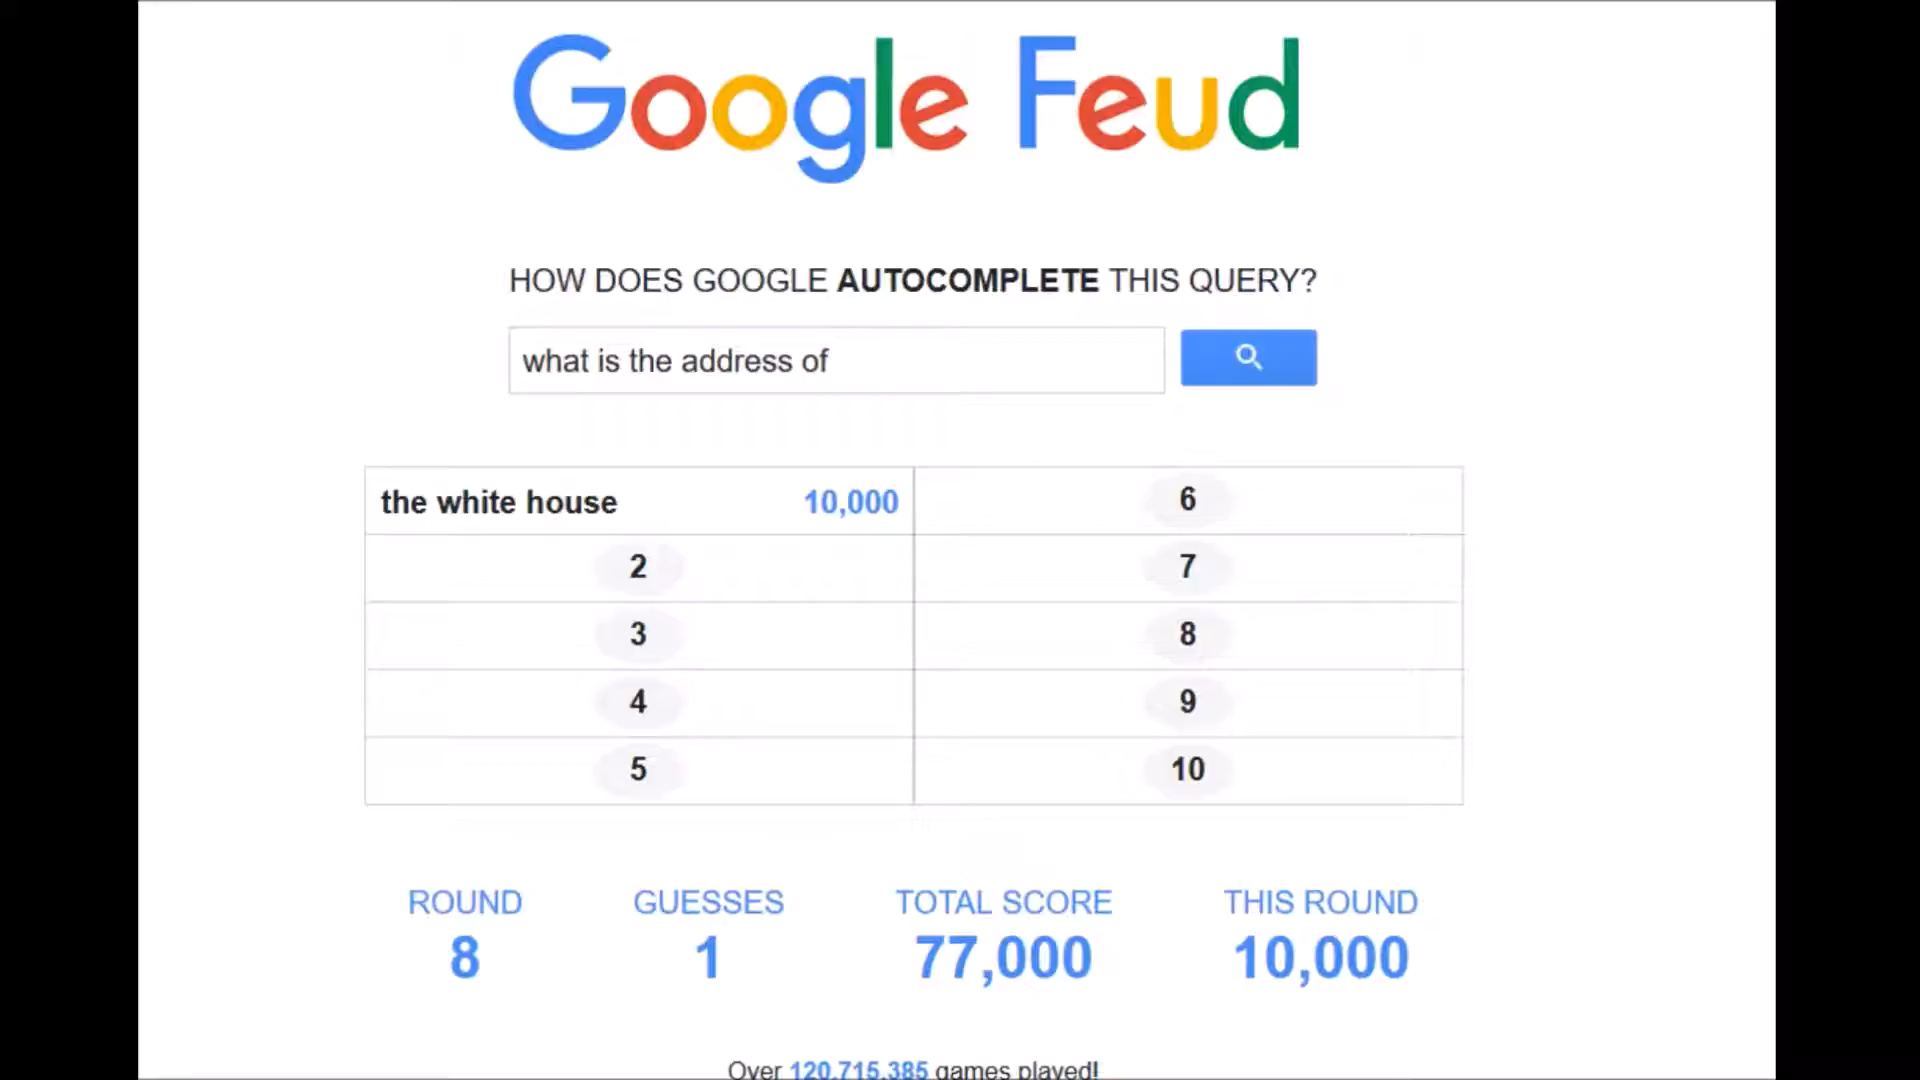 Google Feud
HOW DOES GOOGLE AUTOCOMPLETE THIS QUERY?
what is the address of
the white house 10,000 6
2 7
3 8
4 9
5 10
ROUND GUESSES TOTAL SCORE THIS ROUND
8 1 77,000 10,000
Over 120,715,385 games played!